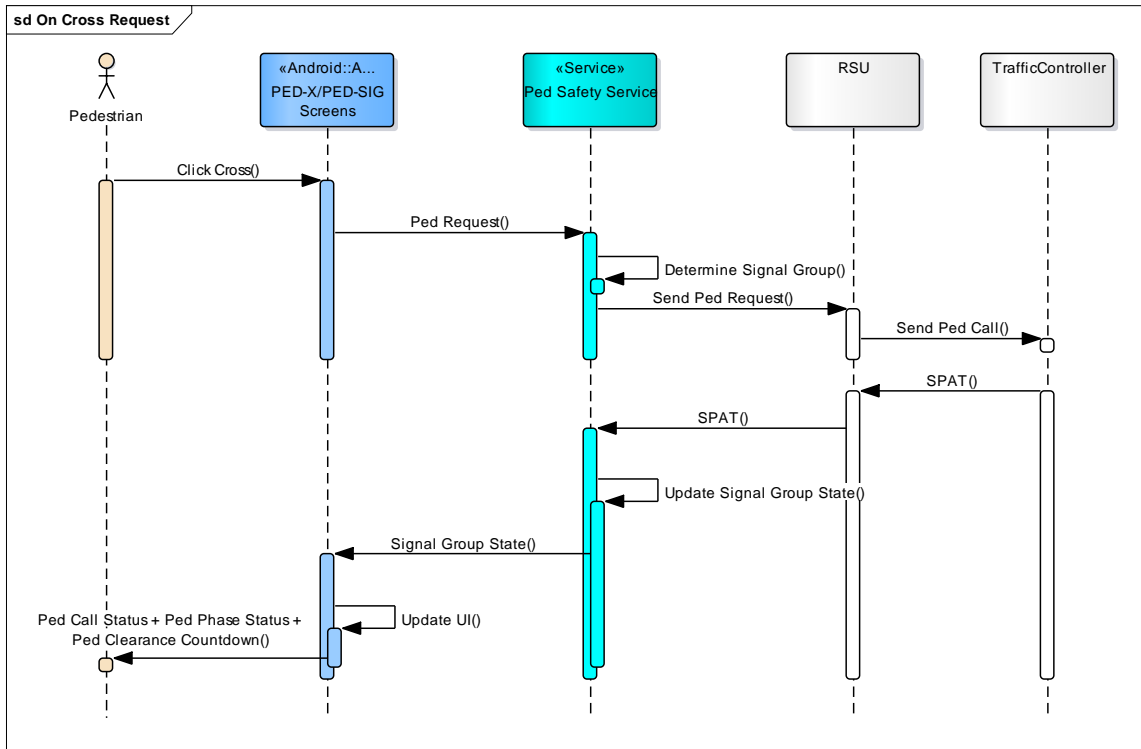 sd On Cross Request
Pedestrian
«Android::A...
PED-X/PED-SIG
Screens
«Service»
Ped Safety Service
RSU
TrafficController
Click Cross()
Ped Request()
Determine Signal Group()
Send Ped Request()
Send Ped Call()
SPAT()
SPAT()
Update Signal Group State()
Signal Group State()
Update UI()
Ped Call Status + Ped Phase Status +
Ped Clearance Countdown()